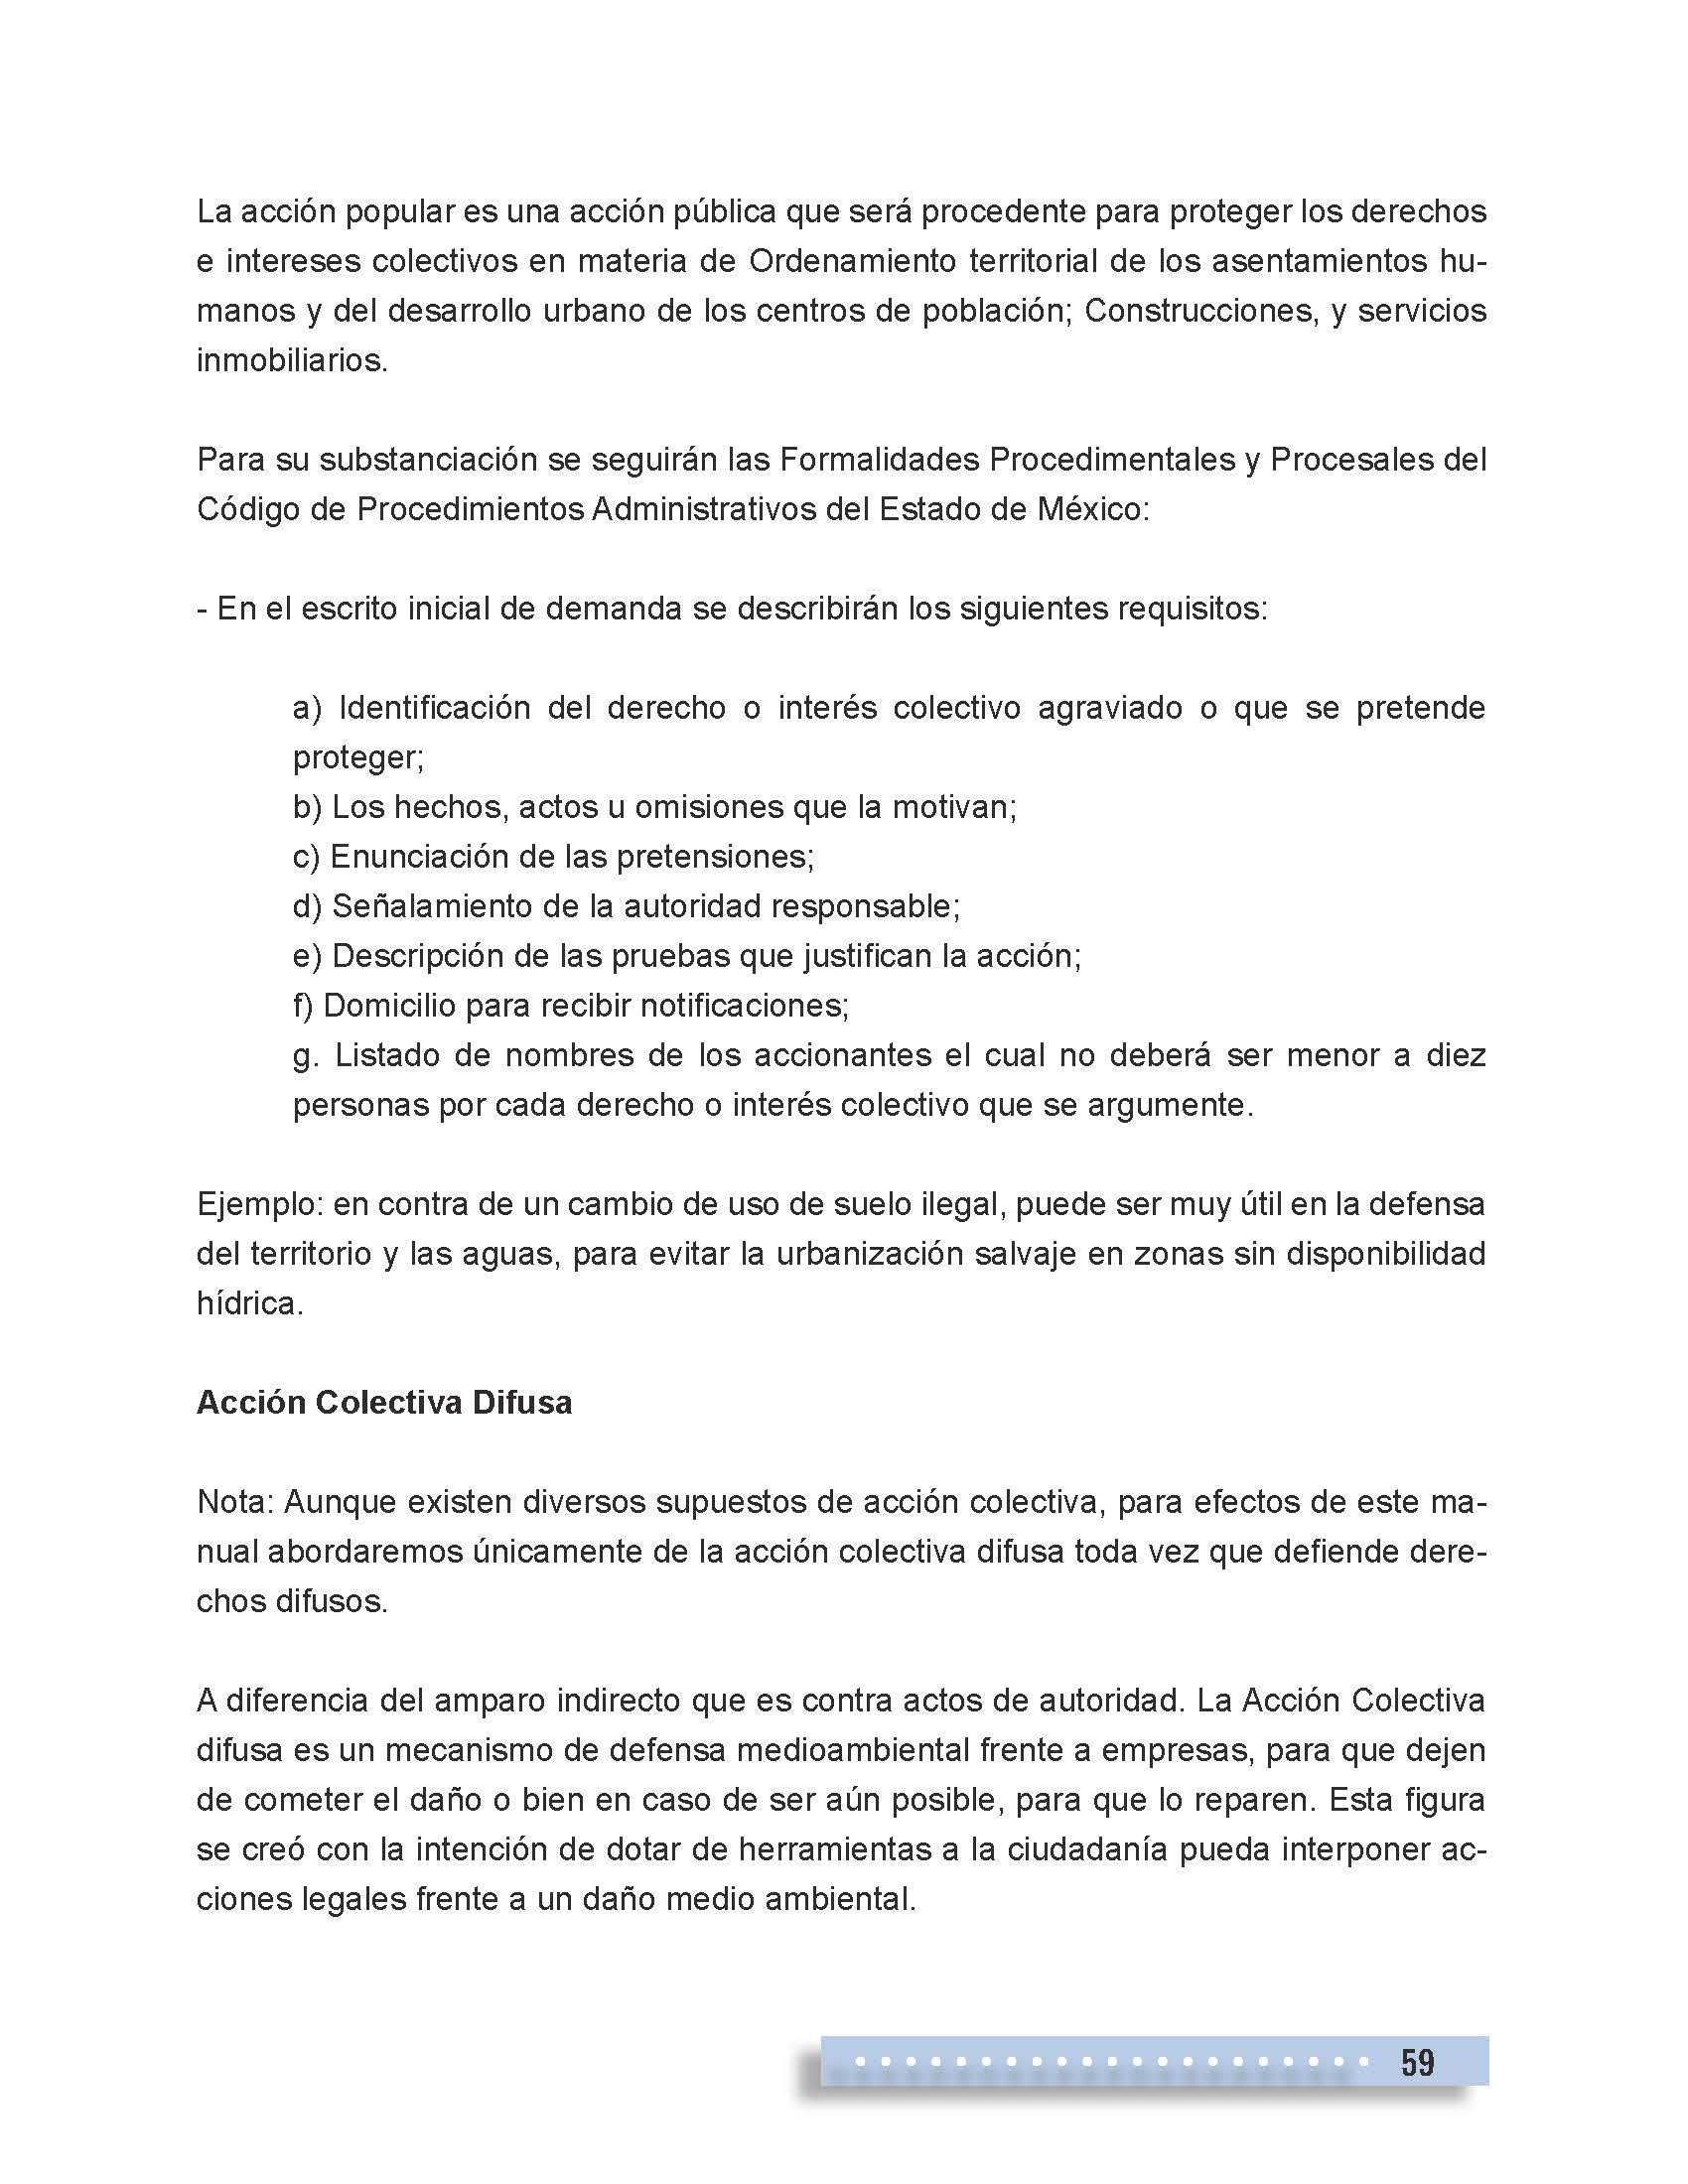 La acción popular es una acción pública que será procedente para proteger los derechos
e intereses colectivos en materia de Ordenamiento territorial de los asentamientos hu-
manos y del desarrollo urbano de los centros de población; Construcciones, y servicios
inmobiliarios.
Para su substanciación se seguirán las Formalidades Procedimentales y Procesales del
Código de Procedimientos Administrativos del Estado de México:
- En el escrito inicial de demanda se describirán los siguientes requisitos:
a) Identificación del derecho o interés colectivo agraviado o que se pretende
proteger;
b) Los hechos, actos u omisiones que la motivan;
c) Enunciación de las pretensiones;
d) Señalamiento de la autoridad responsable;
e) Descripción de las pruebas que justifican la acción;
f) Domicilio para recibir notificaciones;
g. Listado de nombres de los accionantes el cual no deberá ser menor a diez
personas por cada derecho o interés colectivo que se argumente.
Ejemplo: en contra de un cambio de uso de suelo ilegal, puede ser muy útil en la defensa
del territorio y las aguas, para evitar la urbanización salvaje en zonas sin disponibilidad
hídrica.
Acción Colectiva Difusa
Nota: Aunque existen diversos supuestos de acción colectiva, para efectos de este ma-
nual abordaremos únicamente de la acción colectiva difusa toda vez que defiende dere-
chos difusos.
A diferencia del amparo indirecto que es contra actos de autoridad. La Acción Colectiva
difusa es un mecanismo de defensa medioambiental frente a empresas, para que dejen
de cometer el daño o bien en caso de ser aún posible, para que lo reparen. Esta figura
se creó con la intención de dotar de herramientas a la ciudadanía pueda interponer ac-
ciones legales frente a un daño medio ambiental.
59